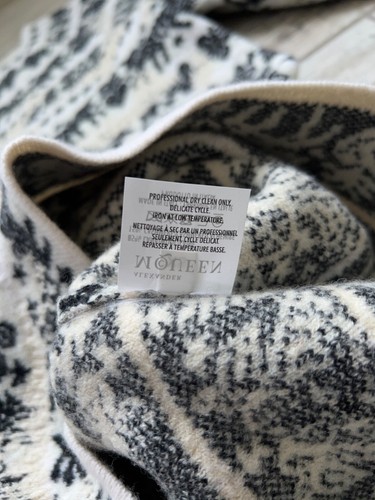 PROFESSIONAL DRY CLEAN ONLY,
DELICATE CYCLE.
IRON AT LOW TEMPERATURE.
NETTOYAGE À SEC PAR UN PROFESSIONNEL
SEULEMENT, CYCLE DÉLICAT.
REPASSER À TEMPÉRATURE BASSE.
McQUEEN
ALEXANDER